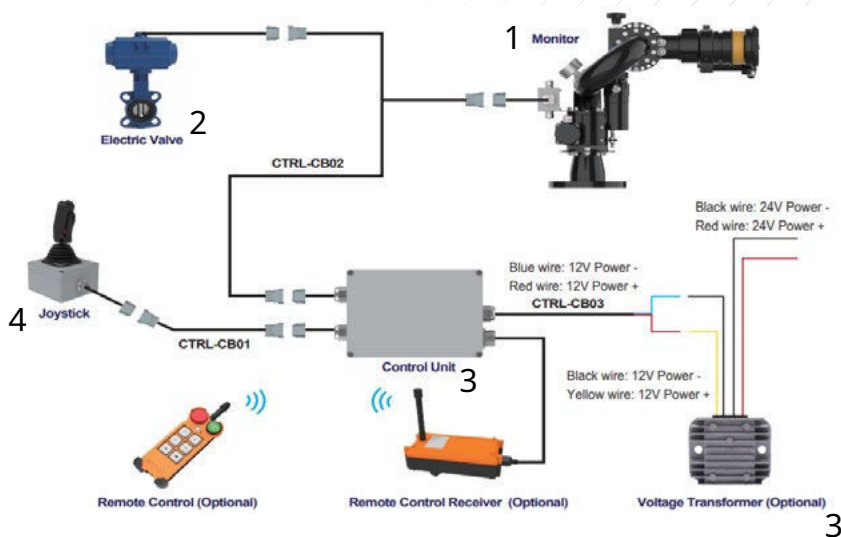 1 Monitor
2
Electric Valve
CTRL-CB02
Black wire: 24V Power -
Red wire: 24V Power +
Blue wire: 12V Power -
Red wire: 12V Power +
CTRL-CB03
4 Joystick
CTRL-CB01
Control Unit 3
Black wire: 12V Power -
Yellow wire: 12V Power +
Remote Control (Optional)
Remote Control Receiver (Optional)
Voltage Transformer (Optional)
3